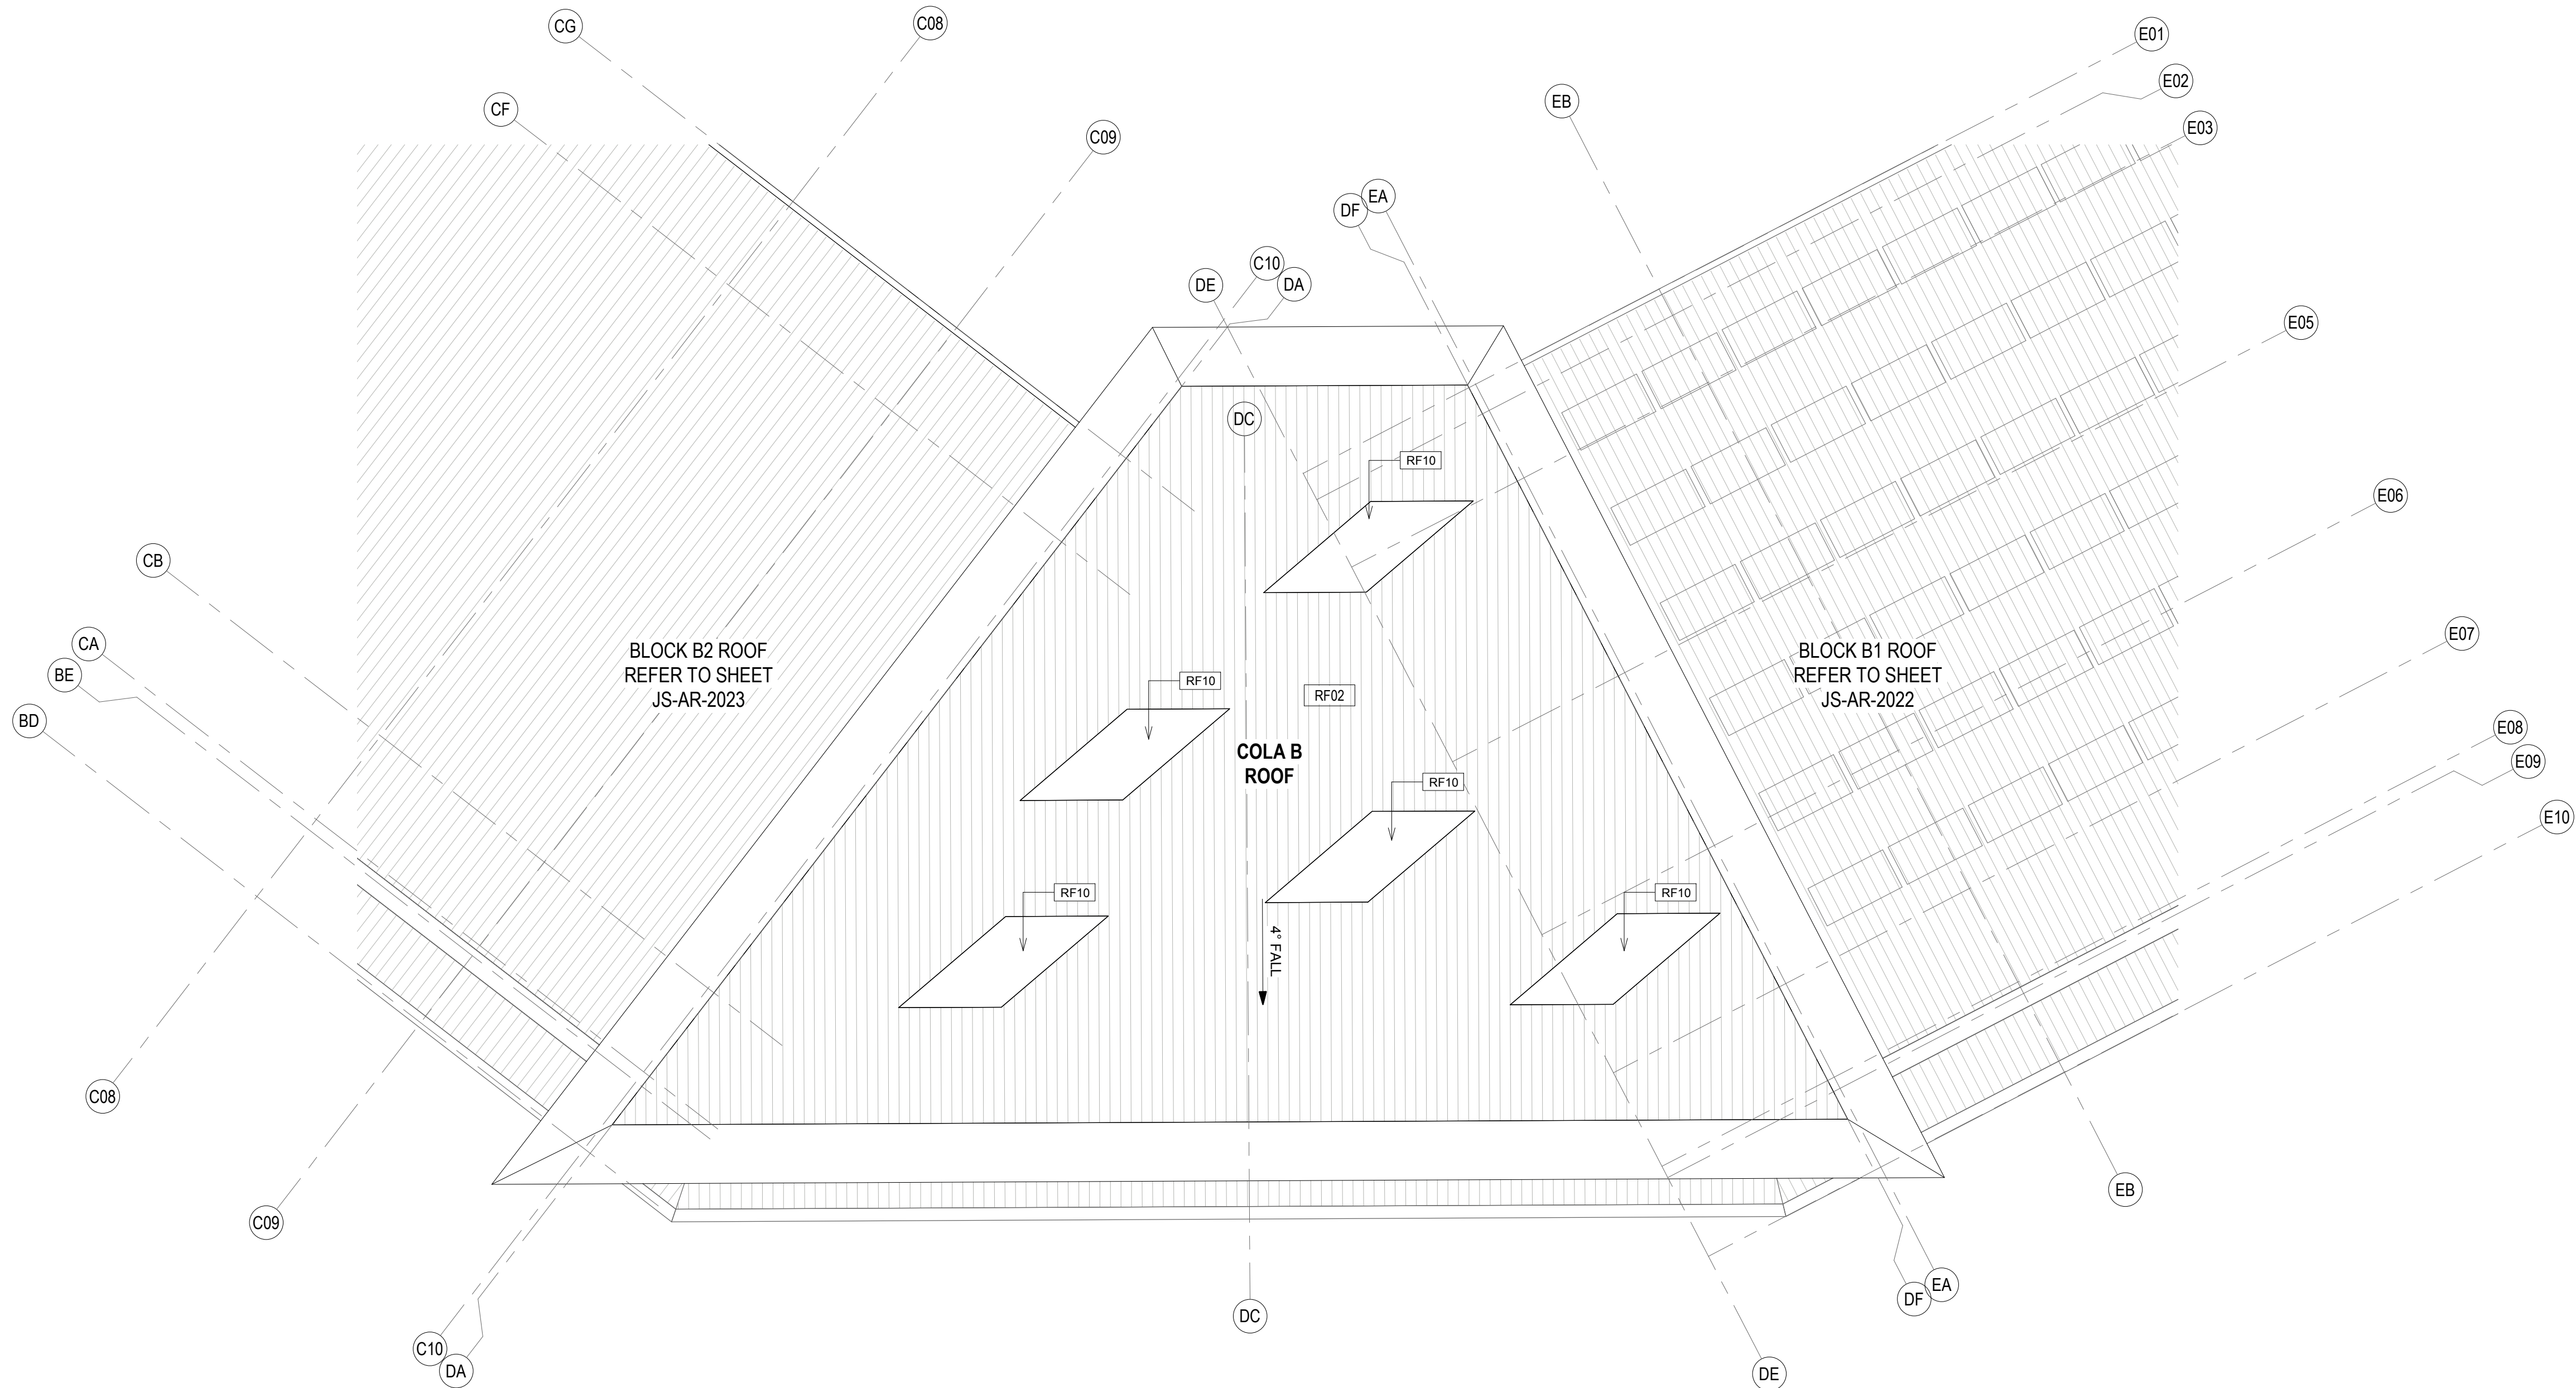 CG
C08
E01
CF
E02
EB
E03
C09
EA
DF
C10
DE
DA
E05
DC
RF10
E06
CB
CA
BLOCK B2 ROOF
REFER TO SHEET
JS-AR-2023
BLOCK B1 ROOF
REFER TO SHEET
JS-AR-2022
E07
BE
RF10
RF02
BD
COLA B
ROOF
E08
E09
RF10
E10
RF10
RF10
4° FALL
C08
EB
C09
EA
DF
DC
C10
DA
DE